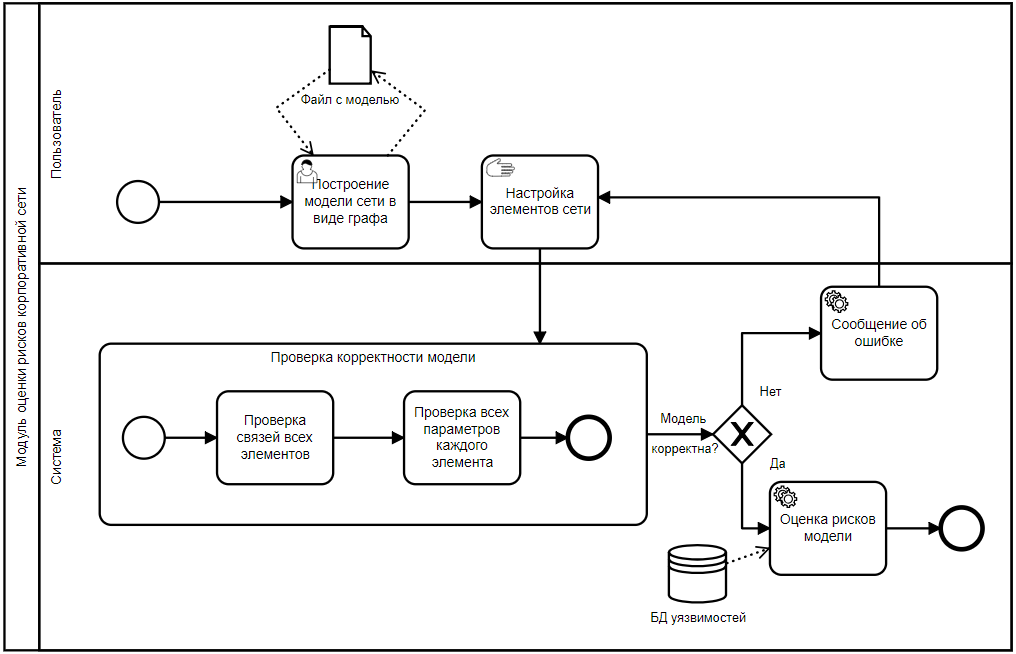 Модуль оценки рисков корпоративной сети
Пользователь
Файл с моделью
Построение
модели сети в
виде графа
Настройка
элементов сети
Система
Сообщение об
ошибке
Проверка корректности модели
Проверка
связей всех
элементов
Проверка всех
параметров
каждого
элемента
Модель
корректна?
Нет
Да
Оценка рисков
модели
БД уязвимостей